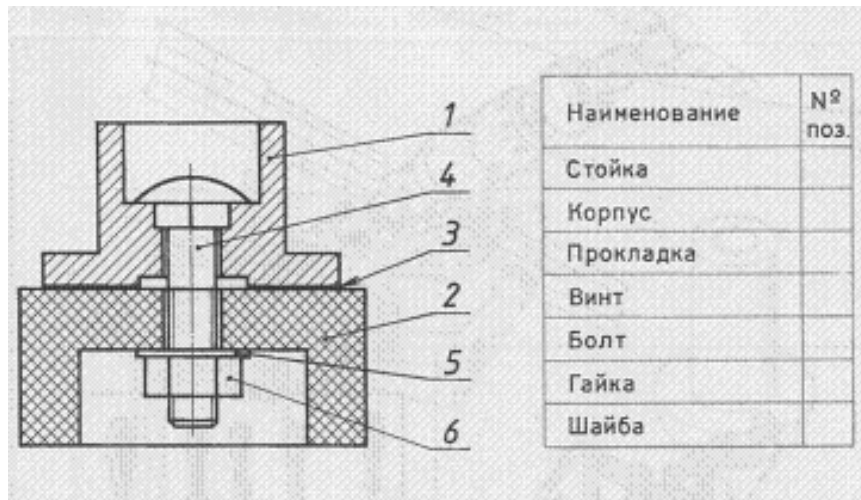 1
4
3
2
5
6
Наименование № поз.
Стойка
Корпус
Прокладка
Винт
Болт
Гайка
Шайба